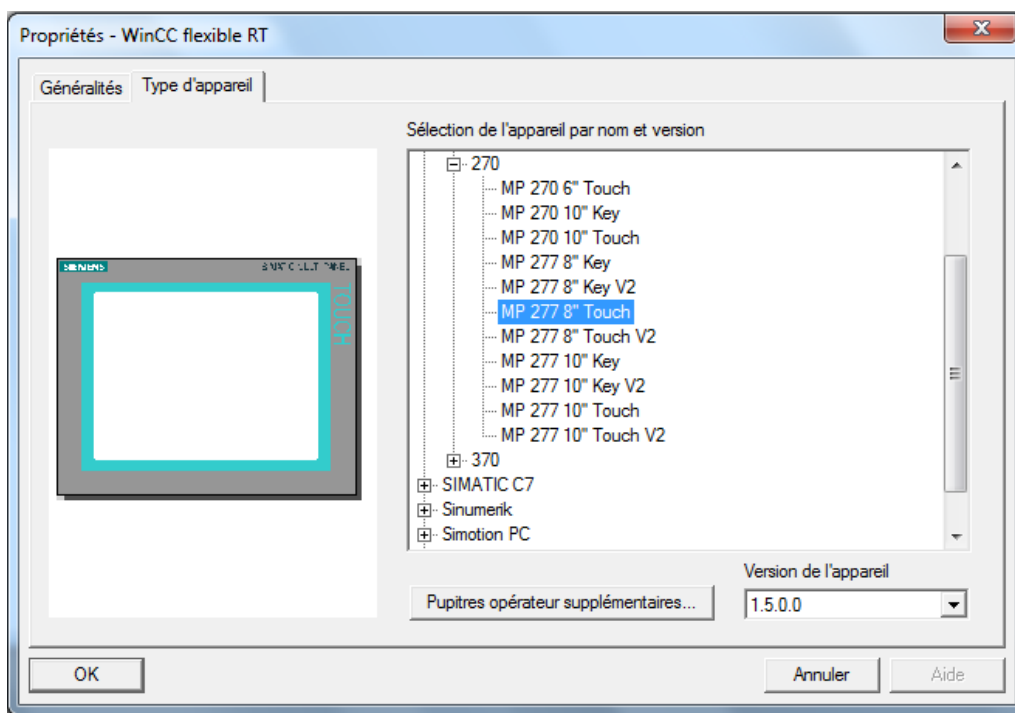 Propriétés - WinCC flexible RT
Généralités
Type d'appareil
Sélection de l'appareil par nom et version
270
MP 270 6" Touch
MP 270 10" Key
MP 270 10" Touch
MP 277 8" Key
MP 277 8" Key V2
MP 277 8" Touch
MP 277 8" Touch V2
MP 277 10" Key
MP 277 10" Key V2
MP 277 10" Touch
MP 277 10" Touch V2
370
SIMATIC C7
Sinumerik
Simotion PC
SIEMENS
TOUCH
Version de l'appareil
Pupitres opérateur supplémentaires...
1.5.0.0
OK
Annuler
Aide